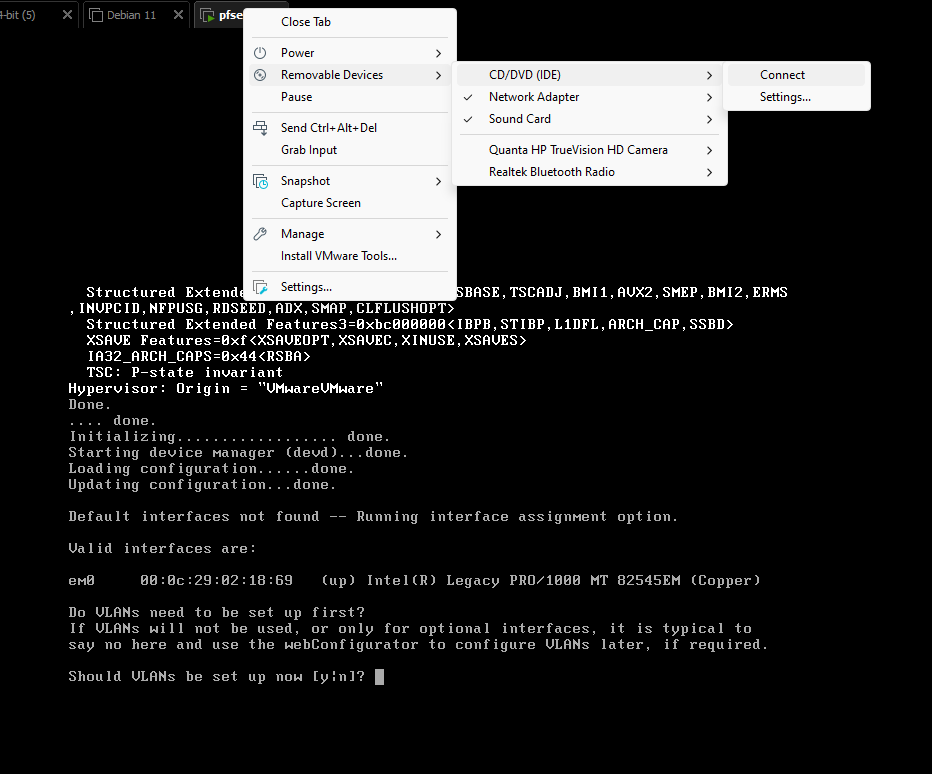 4-bit (5)
Debian 11
pfse
Close Tab
Power
Removable Devices
Pause
Send Ctrl+Alt+Del
Grab Input
Snapshot
Capture Screen
Manage
Install VMware Tools...
Settings...
CD/DVD (IDE)
Network Adapter
Sound Card
Quanta HP TrueVision HD Camera
Realtek Bluetooth Radio
Connect
Settings...
Structured Extende SBASE,TSCADJ,BMI1,AVX2,SMEP,BMI2,ERMS
,INVPCID,NFPUSG,RDSEED,ADX,SMAP,CLFLUSHOPT>
Structured Extended Features3=0xbc000000<IBPB,STIBP,L1DFL,ARCH_CAP,SSBD>
XSAVE Features=0xf<XSAVEOPT,XSAVEC,XINUSE,XSAVES>
IA32_ARCH_CAPS=0x44<RSBA>
TSC: P-state invariant
Hypervisor: Origin = "VMwareVMware"
Done.
.... done.
Initializing.................. done.
Starting device manager (devd)...done.
Loading configuration......done.
Updating configuration...done.
Default interfaces not found -- Running interface assignment option.
Valid interfaces are:
em0 00:0c:29:02:18:69 (up) Intel(R) Legacy PRO/1000 MT 82545EM (Copper)
Do VLANs need to be set up first?
If VLANs will not be used, or only for optional interfaces, it is typical to
say no here and use the webConfigurator to configure VLANs later, if required.
Should VLANs be set up now [y|n]?